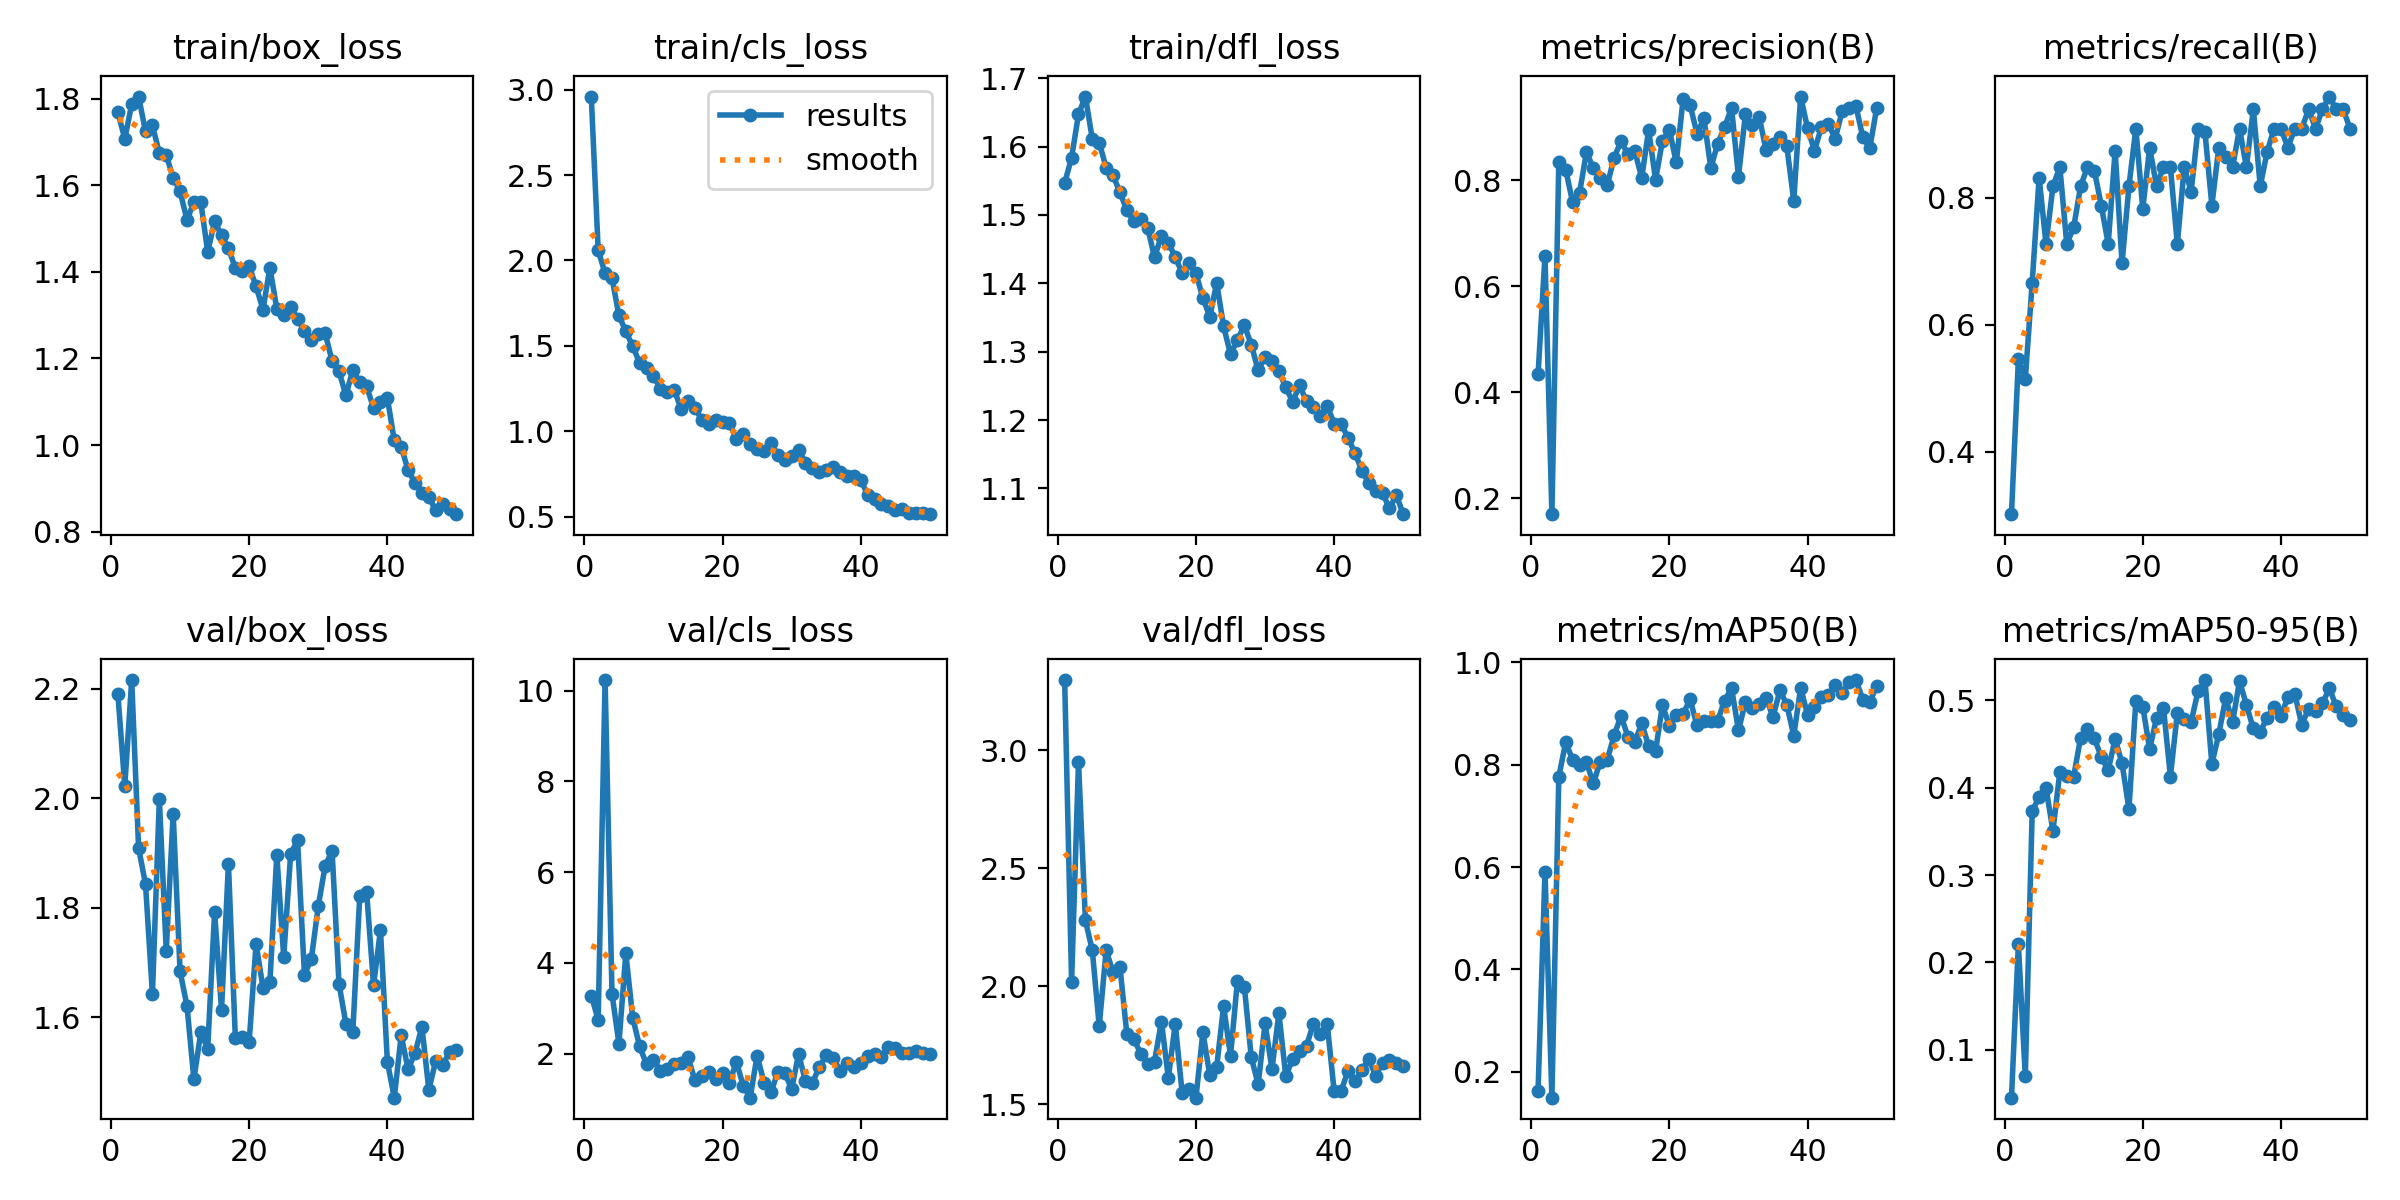 train/box_loss
1.8
1.6
1.4
1.2
1.0
0.8
0 20 40
train/cls_loss
results
smooth
3.0
2.5
2.0
1.5
1.0
0.5
0 20 40
train/dfl_loss
1.7
1.6
1.5
1.4
1.3
1.2
1.1
0 20 40
metrics/precision(B)
0.8
0.6
0.4
0.2
0 20 40
metrics/recall(B)
0.8
0.6
0.4
0 20 40
val/box_loss
2.2
2.0
1.8
1.6
0 20 40
val/cls_loss
10
8
6
4
2
0 20 40
val/dfl_loss
3.0
2.5
2.0
1.5
0 20 40
metrics/mAP50(B)
1.0
0.8
0.6
0.4
0.2
0 20 40
metrics/mAP50-95(B)
0.5
0.4
0.3
0.2
0.1
0 20 40